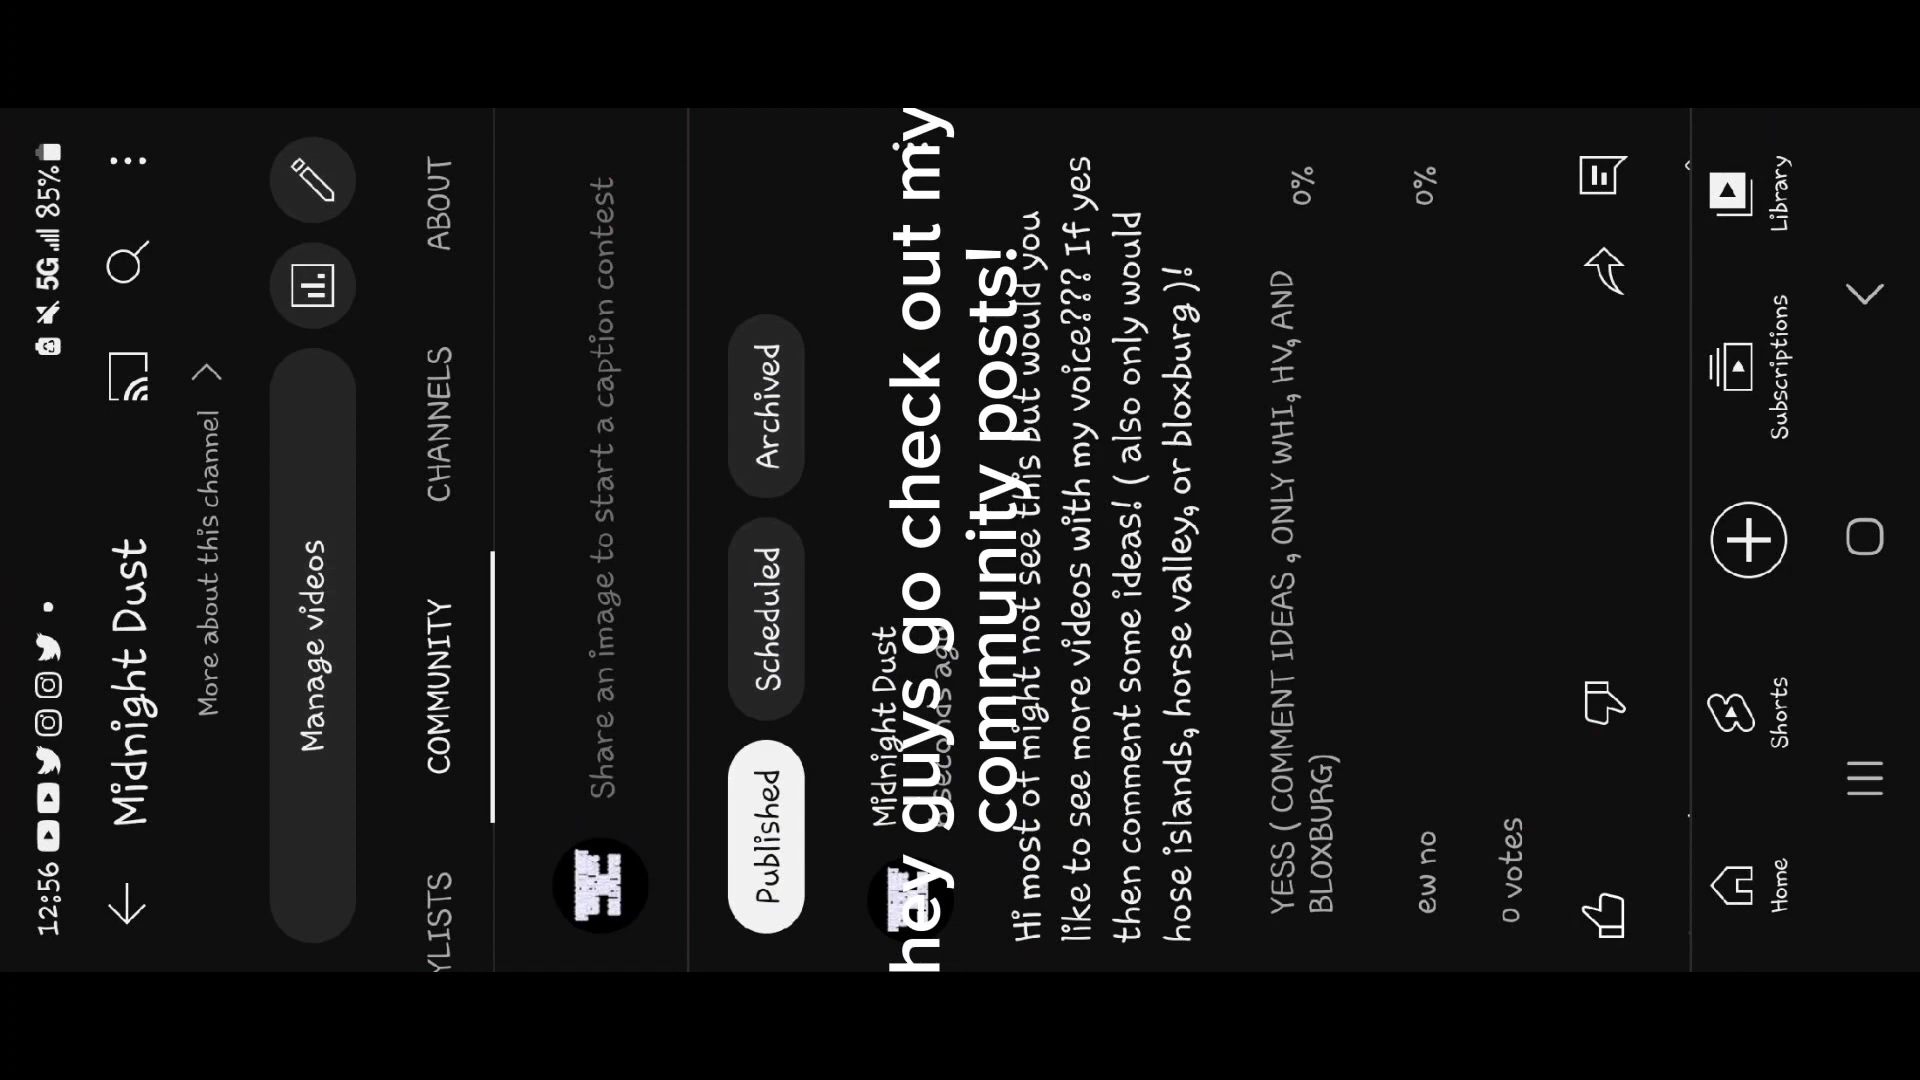 12:56 5G 85%
Midnight Dust
More about this channel
Manage videos
YLISTS COMMUNITY CHANNELS ABOUT
Share an image to start a caption contest
Published Scheduled Archived
Midnight Dust
seconds ago
hey guys go check out my
community posts!
Hi most of might not see this but would you
like to see more videos with my voice??? If yes
then comment some ideas! ( also only would
hose islands, horse valley, or bloxburg )!
YESS ( COMMENT IDEAS , ONLY WHI, HV, AND
BLOXBURG)
0%
ew no 0%
0 votes
Home Shorts Subscriptions Library